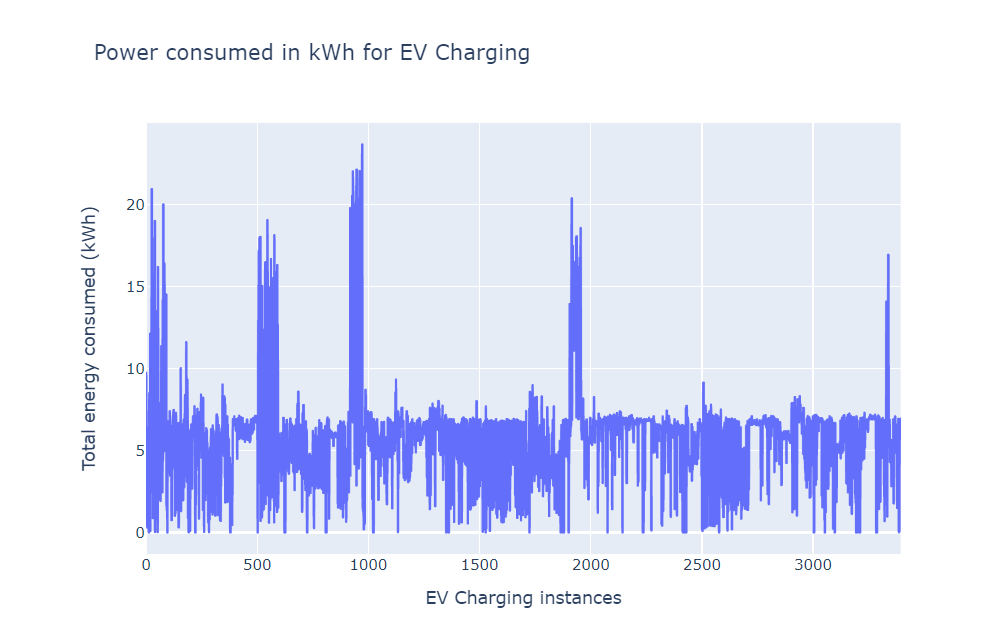 Power consumed in kWh for EV Charging
Total energy consumed (kWh)
20
15
10
5
0
0 500 1000 1500 2000 2500 3000
EV Charging instances